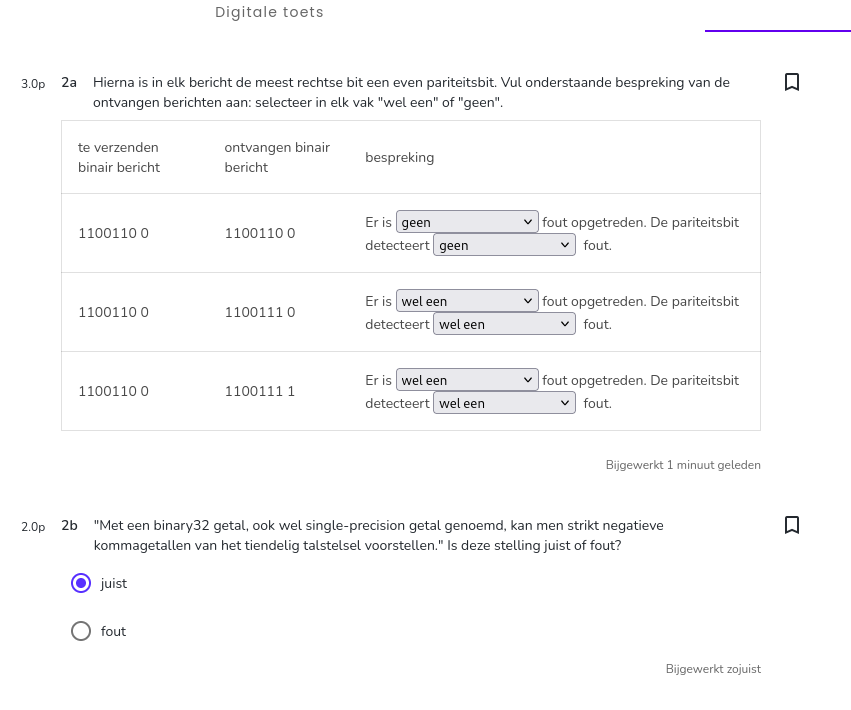 Digitale toets
3.0p 2a Hierna is in elk bericht de meest rechtse bit een even pariteitsbit. Vul onderstaande bespreking van de
ontvangen berichten aan: selecteer in elk vak "wel een" of "geen".
te verzenden binair bericht
ontvangen binair bericht
bespreking
1100110 0
1100110 0
Er is geen fout opgetreden. De pariteitsbit
detecteert geen fout.
1100110 0
1100111 0
Er is wel een fout opgetreden. De pariteitsbit
detecteert wel een fout.
1100110 0
1100111 1
Er is wel een fout opgetreden. De pariteitsbit
detecteert wel een fout.
Bijgewerkt 1 minuut geleden
2.0p 2b "Met een binary32 getal, ook wel single-precision getal genoemd, kan men strikt negatieve
kommagetallen van het tiendelig talstelsel voorstellen." Is deze stelling juist of fout?
juist
fout
Bijgewerkt zojuist